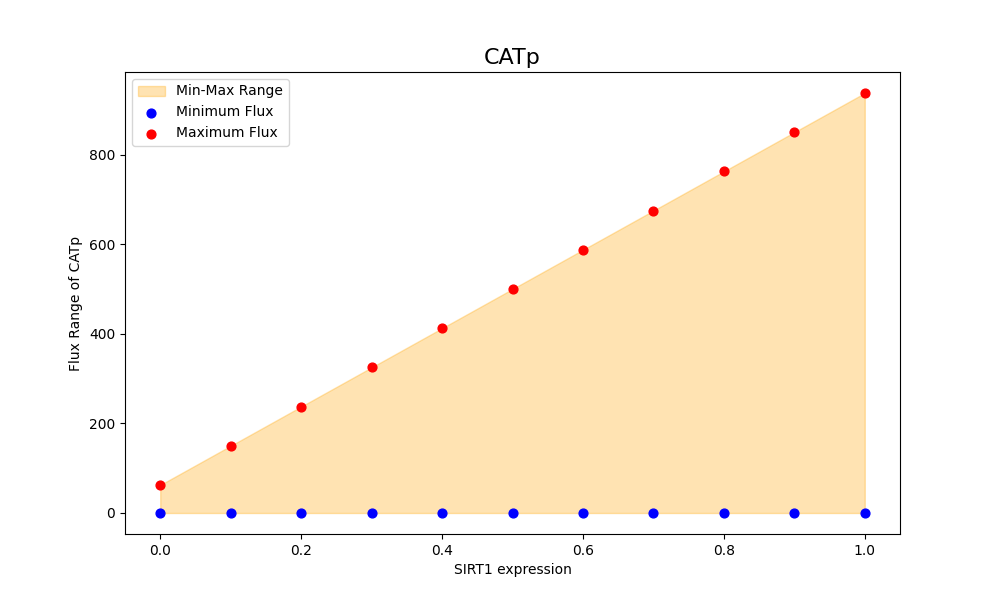 CATp
Min-Max Range
Minimum Flux
Maximum Flux
Flux Range of CATp
800
600
400
200
0
0.0 0.2 0.4 0.6 0.8 1.0
SIRT1 expression